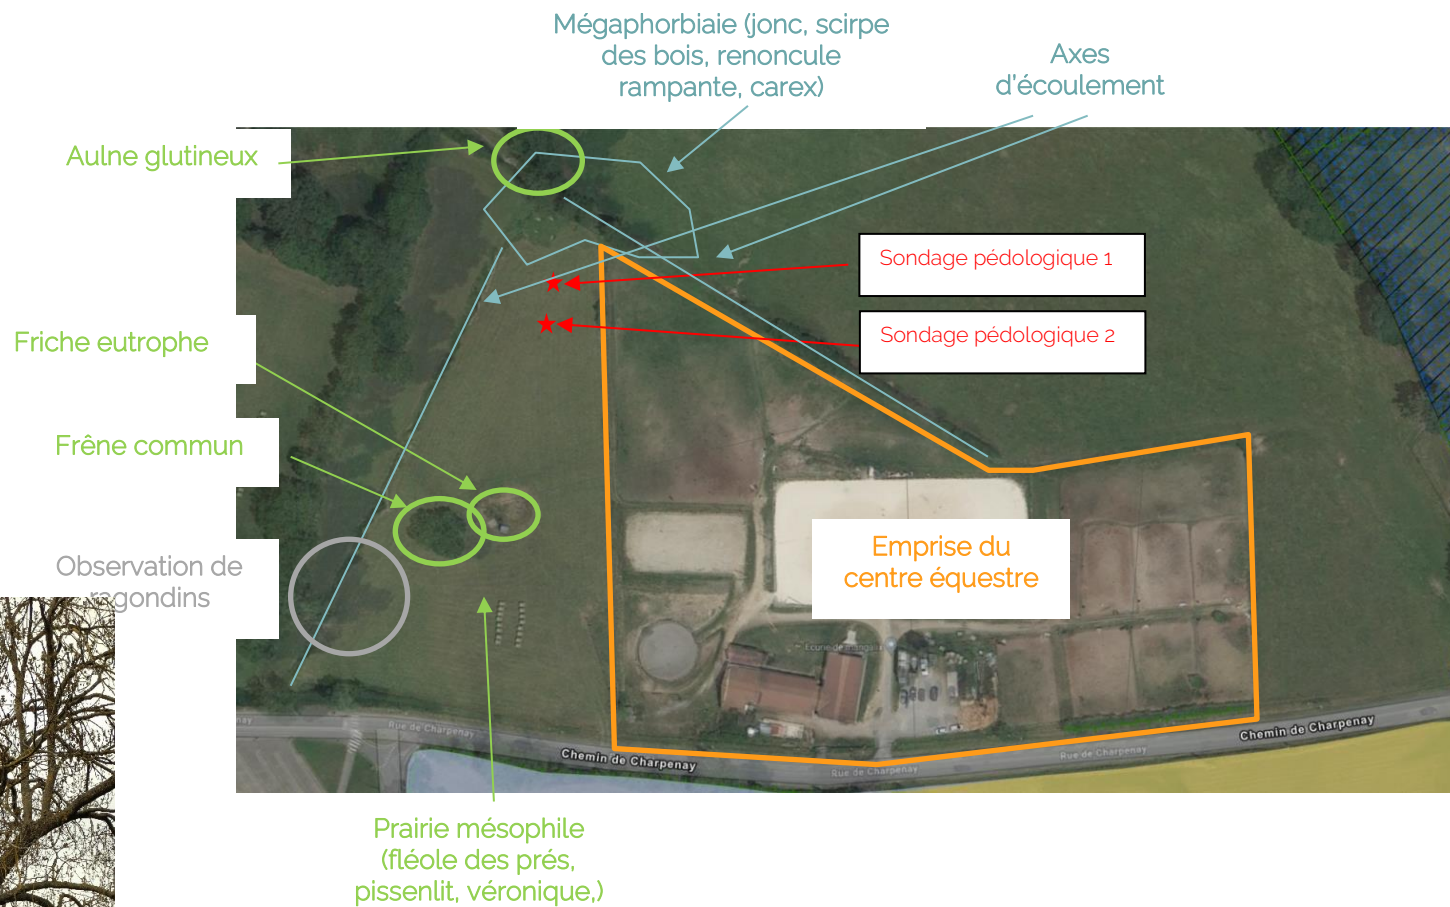 Mégaphorbiaie (jonc, scirpe
des bois, renoncule
rampante, carex)
Axes
d'écoulement
Aulne glutineux
Sondage pédologique 1
Sondage pédologique 2
Friche eutrophe
Frêne commun
Emprise du
centre équestre
Observation de
ragondins
Rue de Charpenay
Chemin de Charpenay
Rue de Charpenay
Rue de Charpenay
Chemin de Charpenay
Prairie mésophile
(fléole des prés,
pissenlit, véronique,)